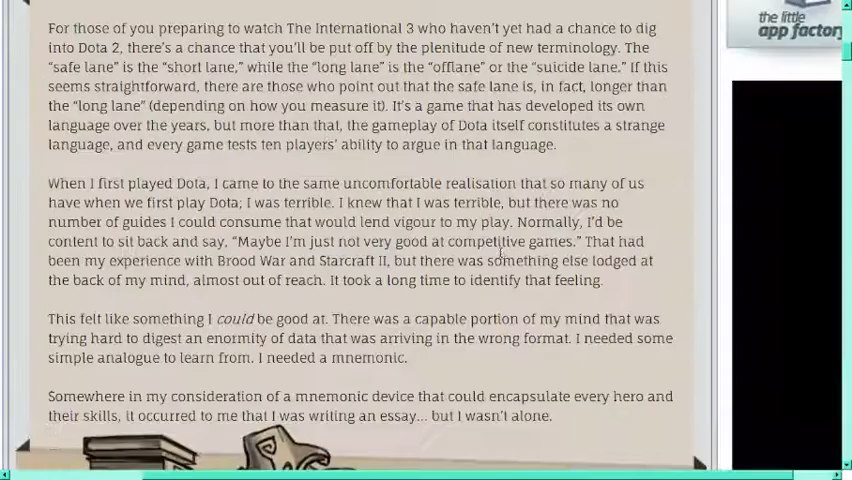 the little
app factory
For those of you preparing to watch The International 3 who haven't yet had a chance to dig
into Dota 2, there's a chance that you'll be put off by the plenitude of new terminology. The
“safe lane” is the “short lane,” while the “long lane” is the “offlane” or the “suicide lane.” If this
seems straightforward, there are those who point out that the safe lane is, in fact, longer than
the “long lane” (depending on how you measure it). It's a game that has developed its own
language over the years, but more than that, the gameplay of Dota itself constitutes a strange
language, and every game tests ten players' ability to argue in that language.
When I first played Dota, I came to the same uncomfortable realisation that so many of us
have when we first play Dota; I was terrible. I knew that I was terrible, but there was no
number of guides I could consume that would lend vigour to my play. Normally, I'd be
content to sit back and say, “Maybe I'm just not very good at competitive games.” That had
been my experience with Brood War and Starcraft II, but there was something else lodged at
the back of my mind, almost out of reach. It took a long time to identify that feeling.
This felt like something I could be good at. There was a capable portion of my mind that was
trying hard to digest an enormity of data that was arriving in the wrong format. I needed some
simple analogue to learn from. I needed a mnemonic.
Somewhere in my consideration of a mnemonic device that could encapsulate every hero and
their skills, it occurred to me that I was writing an essay... but I wasn't alone.